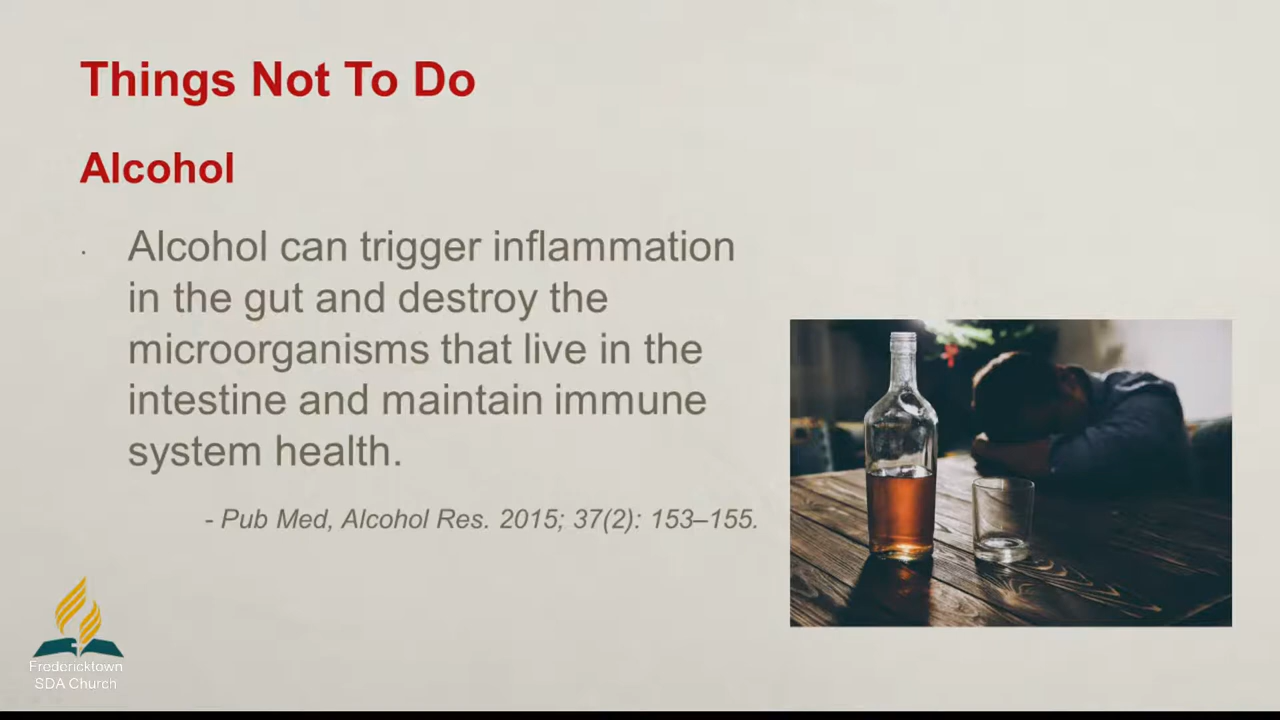 Things Not To Do
Alcohol
· Alcohol can trigger inflammation
in the gut and destroy the
microorganisms that live in the
intestine and maintain immune
system health.
- Pub Med, Alcohol Res. 2015; 37(2): 153–155.
Fredericktown
SDA Church